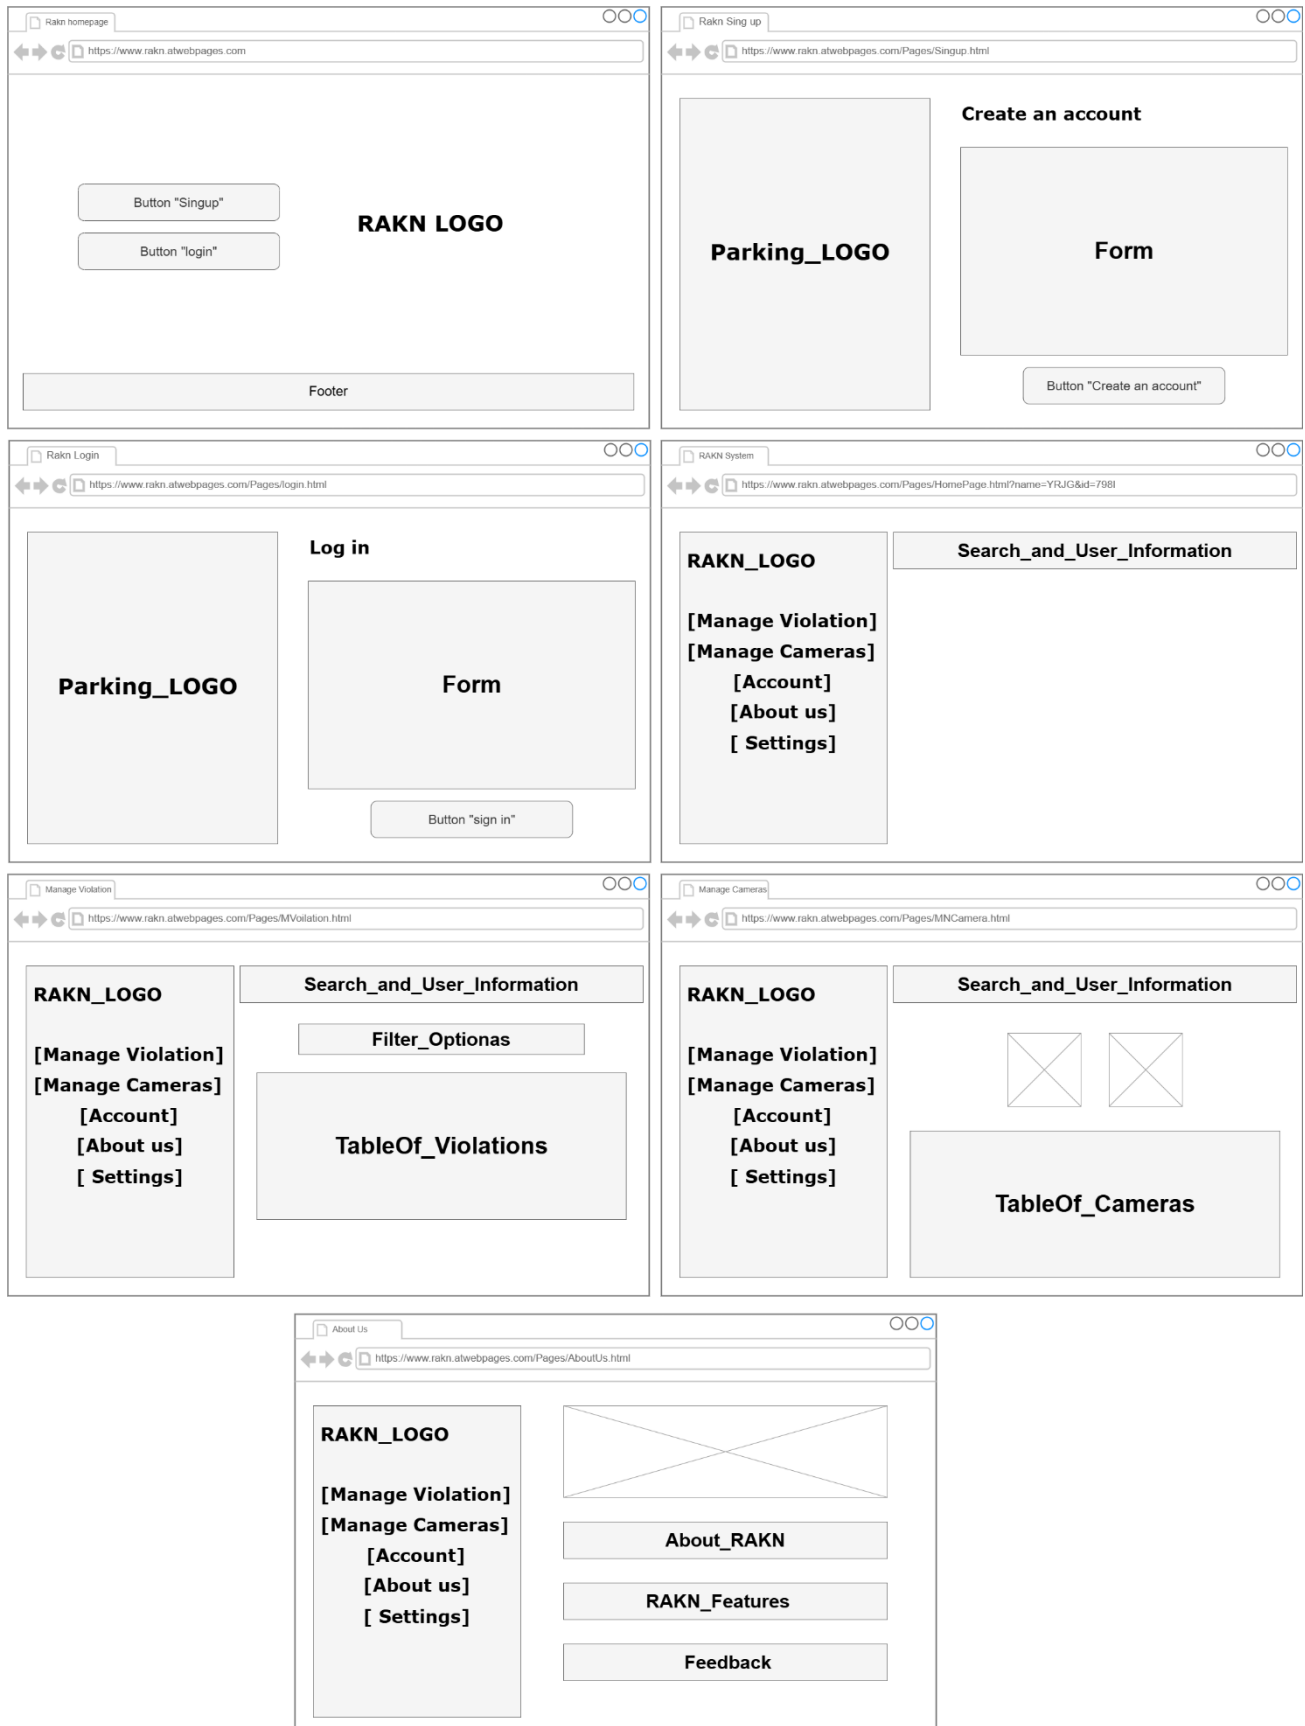 Rakn homepage
https://www.rakn.atwebpages.com
Button "Singup"
Button "login"
RAKN LOGO
Footer
Rakn Sing up
https://www.rakn.atwebpages.com/Pages/Singup.html
Parking_LOGO
Create an account
Form
Button "Create an account"
Rakn Login
https://www.rakn.atwebpages.com/Pages/login.html
Parking_LOGO
Log in
Form
Button "sign in"
RAKN System
https://www.rakn.atwebpages.com/Pages/HomePage.html?name=YRJG&id=798I
RAKN_LOGO
[Manage Violation]
[Manage Cameras]
[Account]
[About us]
[ Settings]
Search_and_User_Information
Manage Violation
https://www.rakn.atwebpages.com/Pages/MVoilation.html
RAKN_LOGO
[Manage Violation]
[Manage Cameras]
[Account]
[About us]
[ Settings]
Search_and_User_Information
Filter_Optionas
TableOf_Violations
Manage Cameras
https://www.rakn.atwebpages.com/Pages/MNCamera.html
RAKN_LOGO
[Manage Violation]
[Manage Cameras]
[Account]
[About us]
[ Settings]
Search_and_User_Information
TableOf_Cameras
About Us
https://www.rakn.atwebpages.com/Pages/AboutUs.html
RAKN_LOGO
[Manage Violation]
[Manage Cameras]
[Account]
[About us]
[ Settings]
About_RAKN
RAKN_Features
Feedback